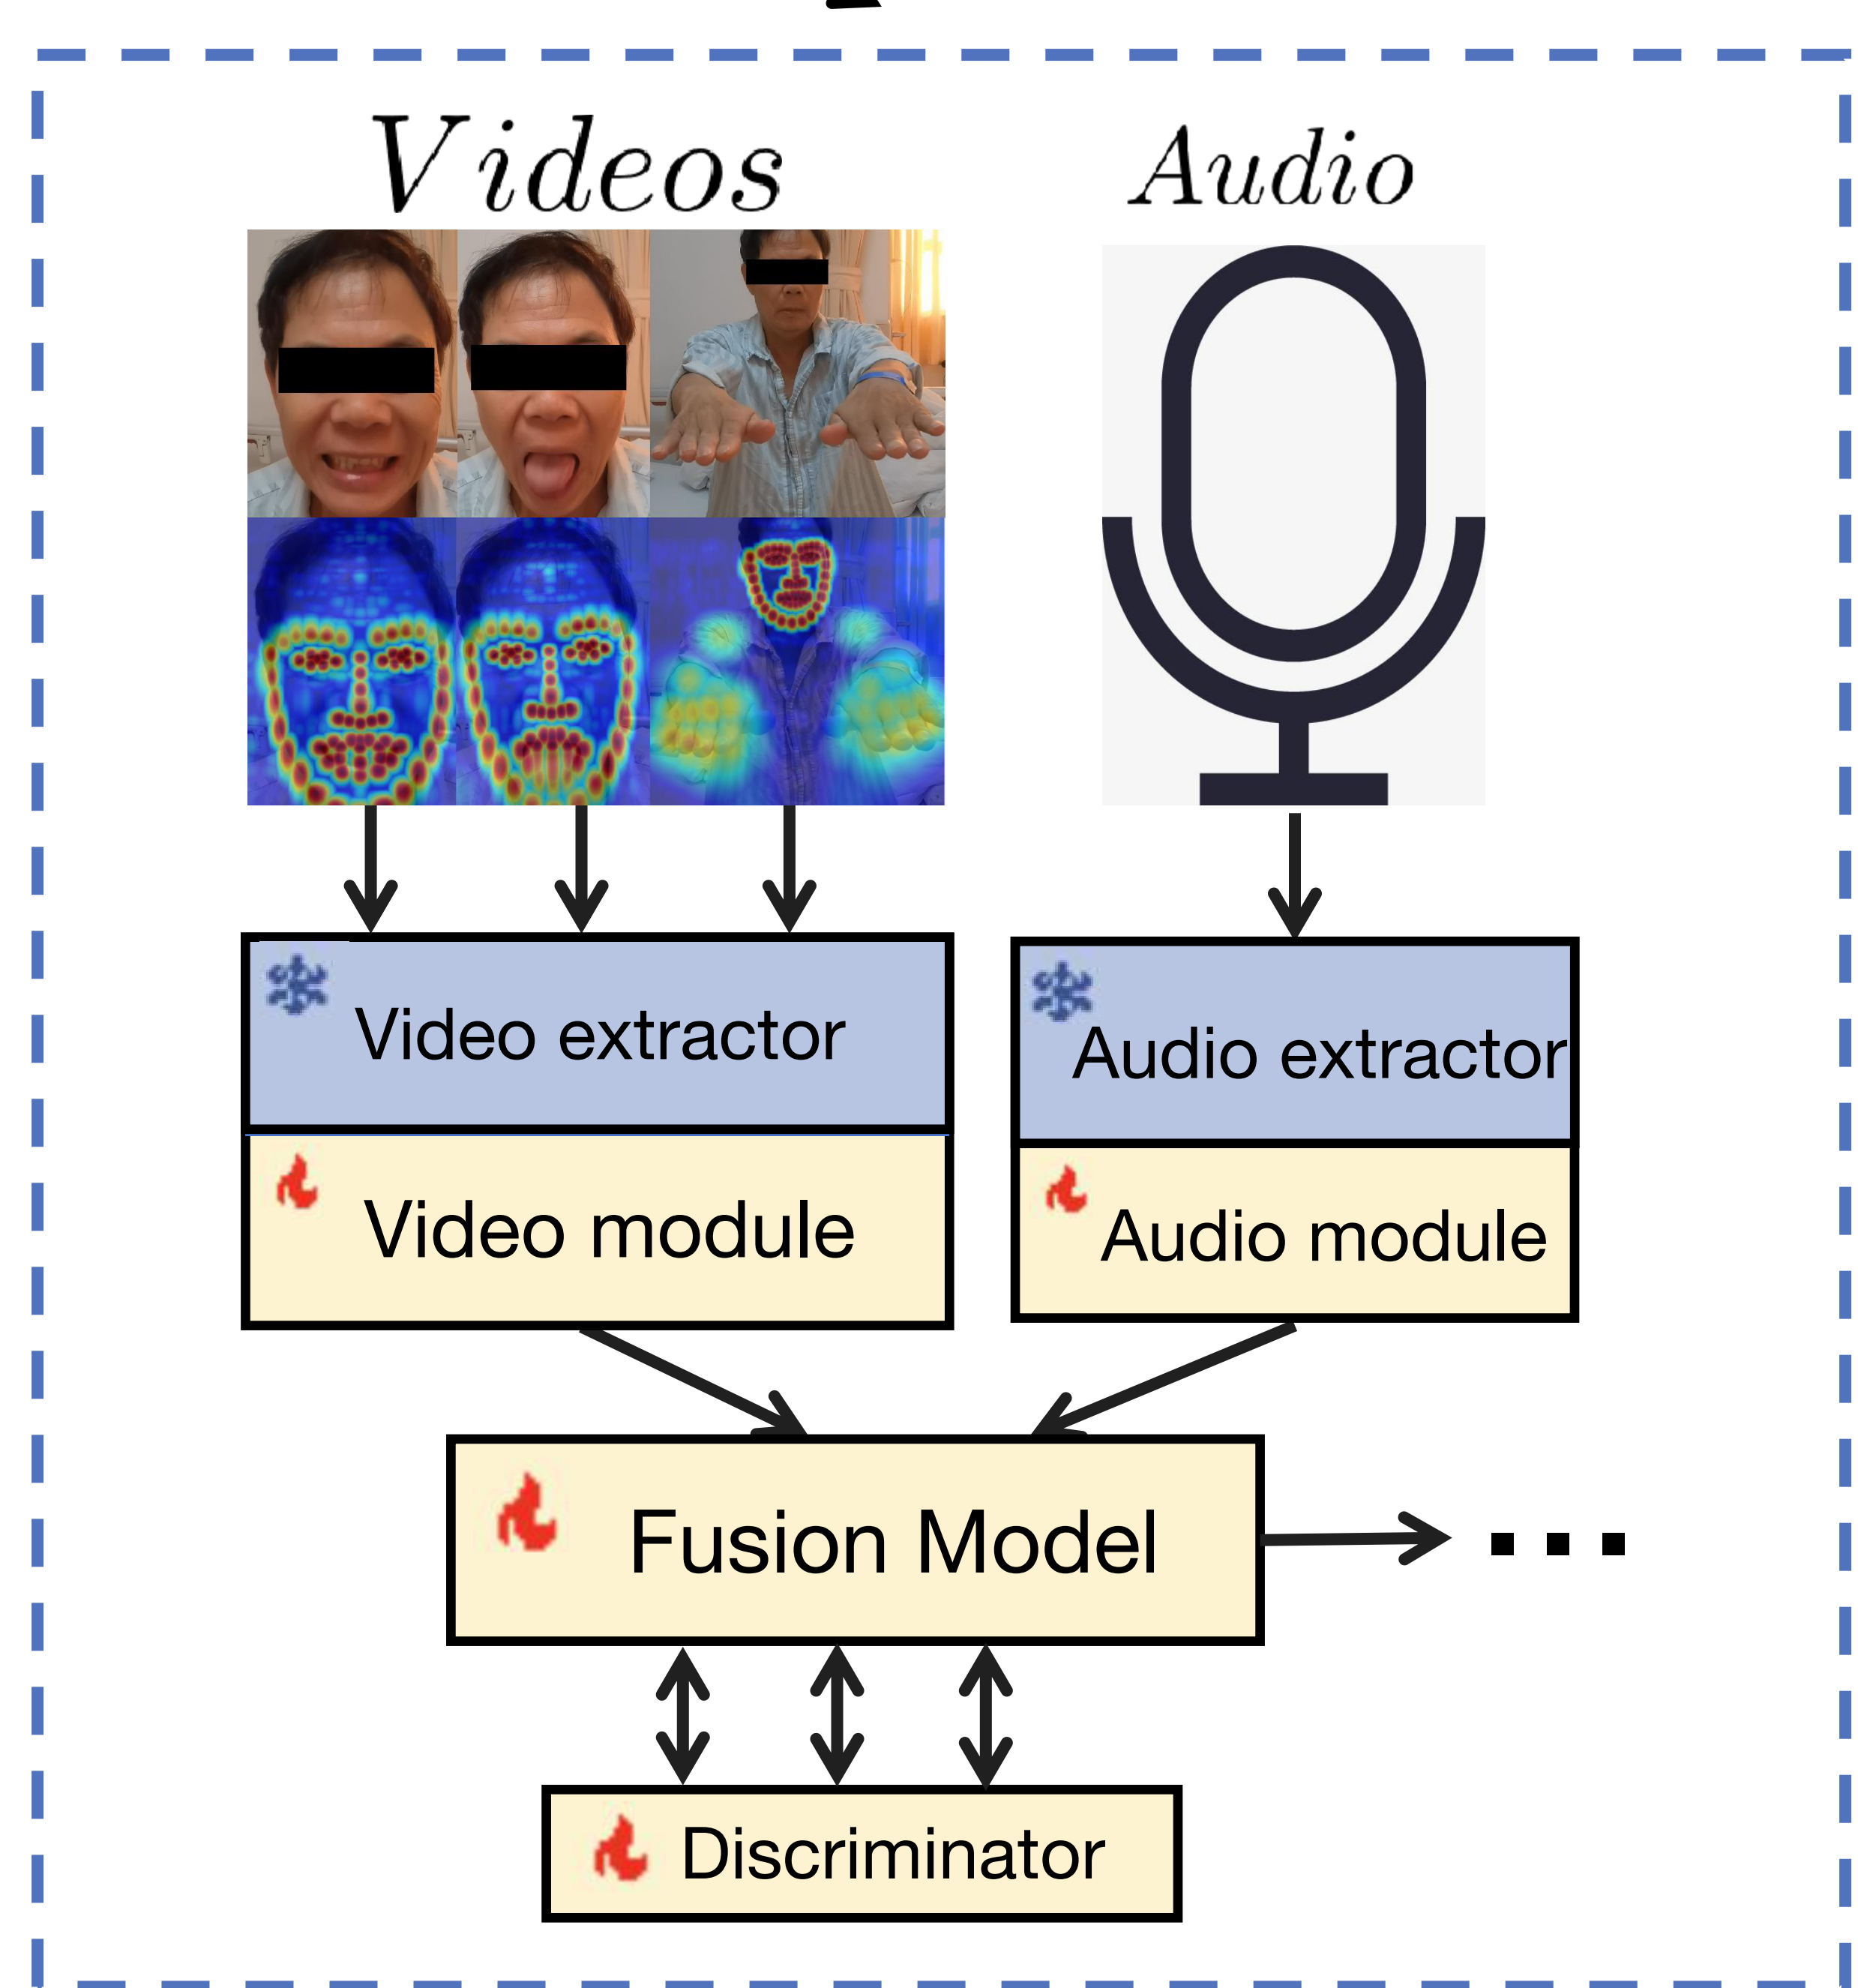 Videos
Audio
Video extractor
Audio extractor
Video module
Audio module
Fusion Model
...
Discriminator